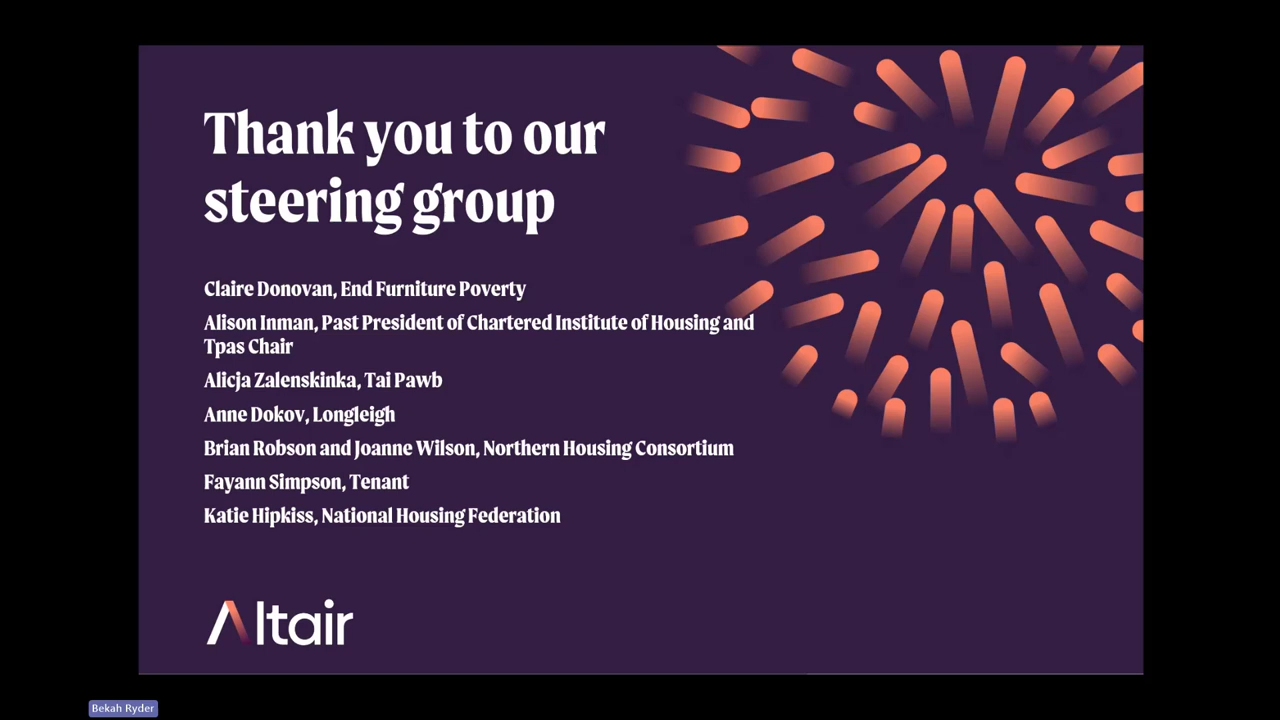 Thank you to our
steering group
Claire Donovan, End Furniture Poverty
Alison Inman, Past President of Chartered Institute of Housing and
Tpas Chair
Alicja Zalenskinka, Tai Pawb
Anne Dokov, Longleigh
Brian Robson and Joanne Wilson, Northern Housing Consortium
Fayann Simpson, Tenant
Katie Hipkiss, National Housing Federation
Altair
Bekah Ryder